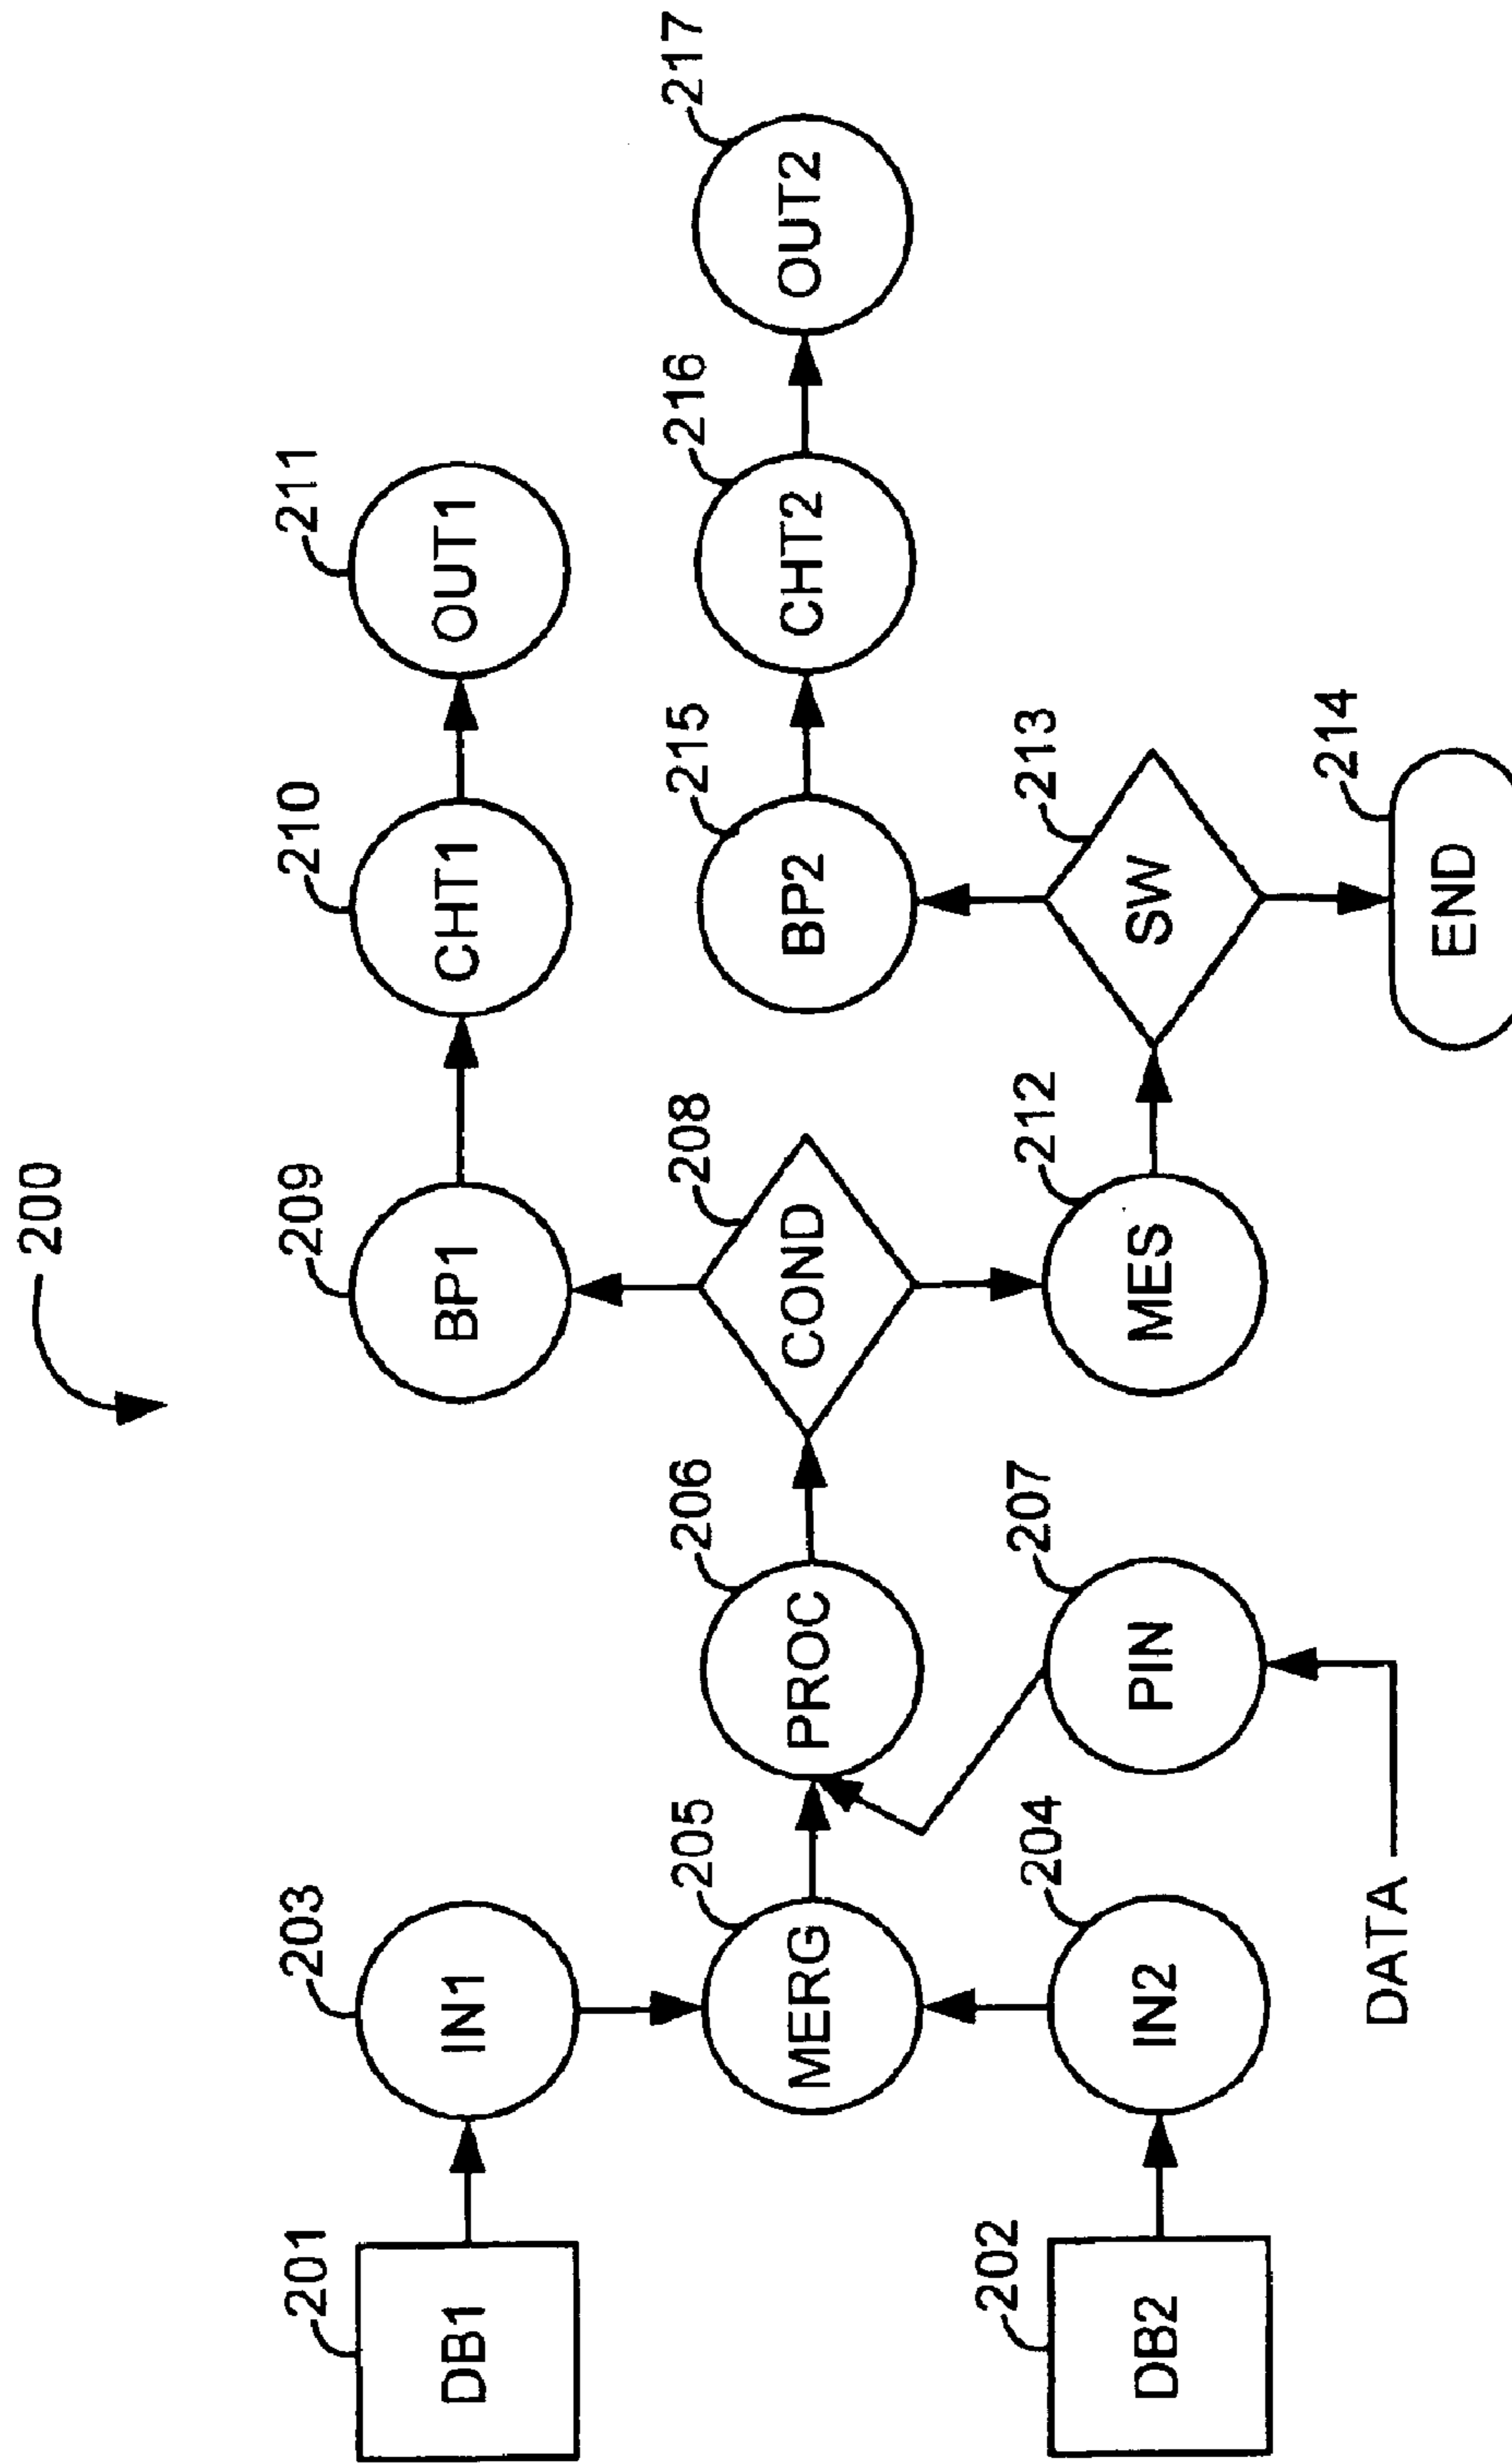 200
201
DB1
203
IN1
205
MERG
202
DB2
204
IN2
DATA
206
PROC
207
PIN
208
COND
209
BP1
210
CHT1
211
OUT1
212
MES
213
SW
214
END
215
BP2
216
CHT2
217
OUT2